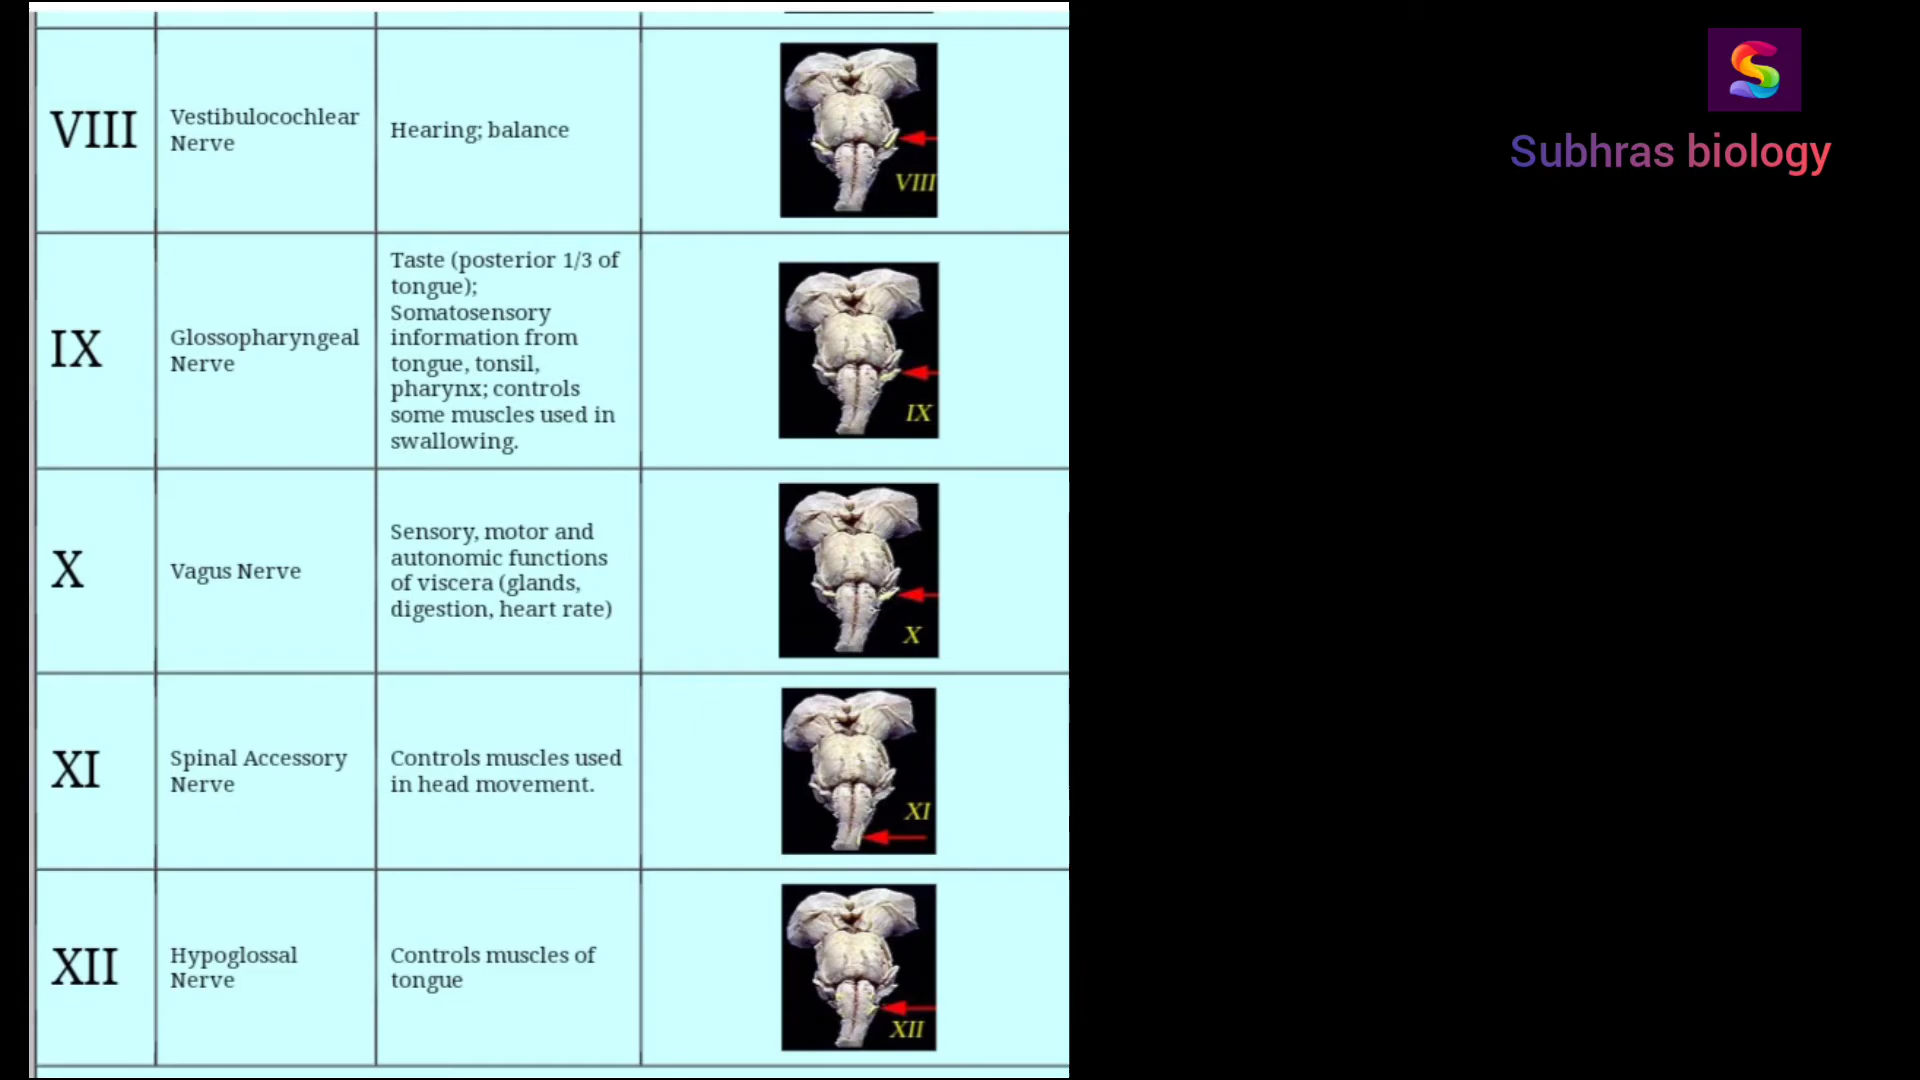 VIII
Vestibulocochlear
Nerve
Hearing; balance
VIII
IX
Glossopharyngeal
Nerve
Taste (posterior 1/3 of
tongue);
Somatosensory
information from
tongue, tonsil,
pharynx; controls
some muscles used in
swallowing.
IX
X
Vagus Nerve
Sensory, motor and
autonomic functions
of viscera (glands,
digestion, heart rate)
X
XI
Spinal Accessory
Nerve
Controls muscles used
in head movement.
XI
XII
Hypoglossal
Nerve
Controls muscles of
tongue
XII
Subhras biology